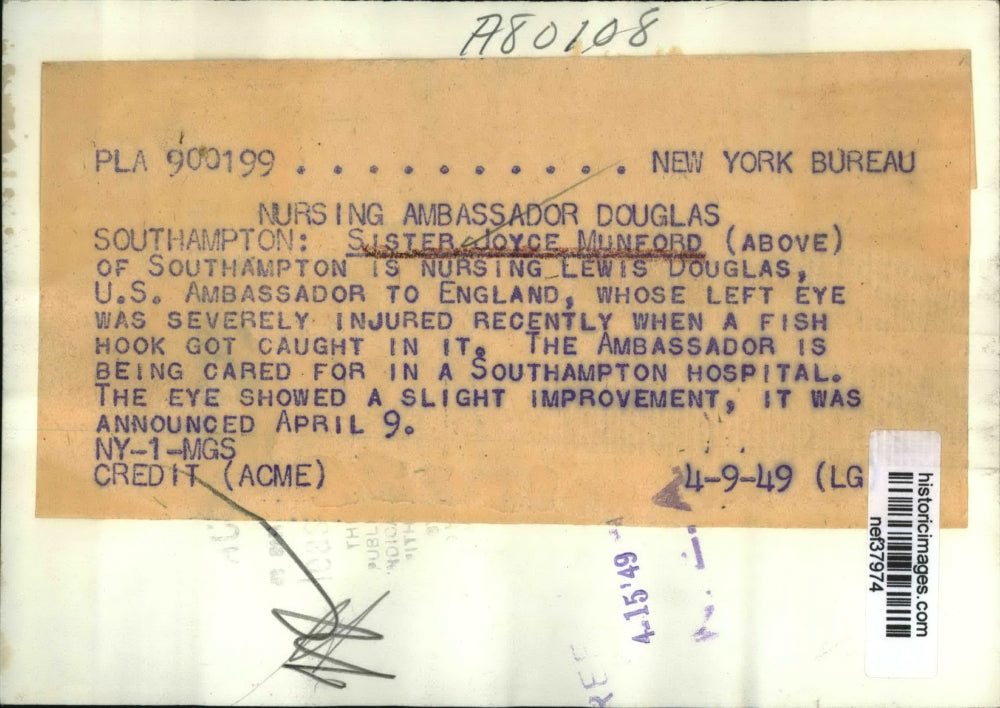 A80108
PLA 900199 . . . . . . . . . . NEW YORK BUREAU
NURSING AMBASSADOR DOUGLAS
SOUTHAMPTON: SISTER JOYCE MUNFORD (ABOVE)
OF SOUTHAMPTON IS NURSING LEWIS DOUGLAS,
U.S. AMBASSADOR TO ENGLAND, WHOSE LEFT EYE
WAS SEVERELY INJURED RECENTLY WHEN A FISH
HOOK GOT CAUGHT IN IT. THE AMBASSADOR IS
BEING CARED FOR IN A SOUTHAMPTON HOSPITAL.
THE EYE SHOWED A SLIGHT IMPROVEMENT, IT WAS
ANNOUNCED APRIL 9.
NY-1-MGS
CREDIT (ACME) 4-9-49 (LG
historicimages.com
nef37974
4-15'49